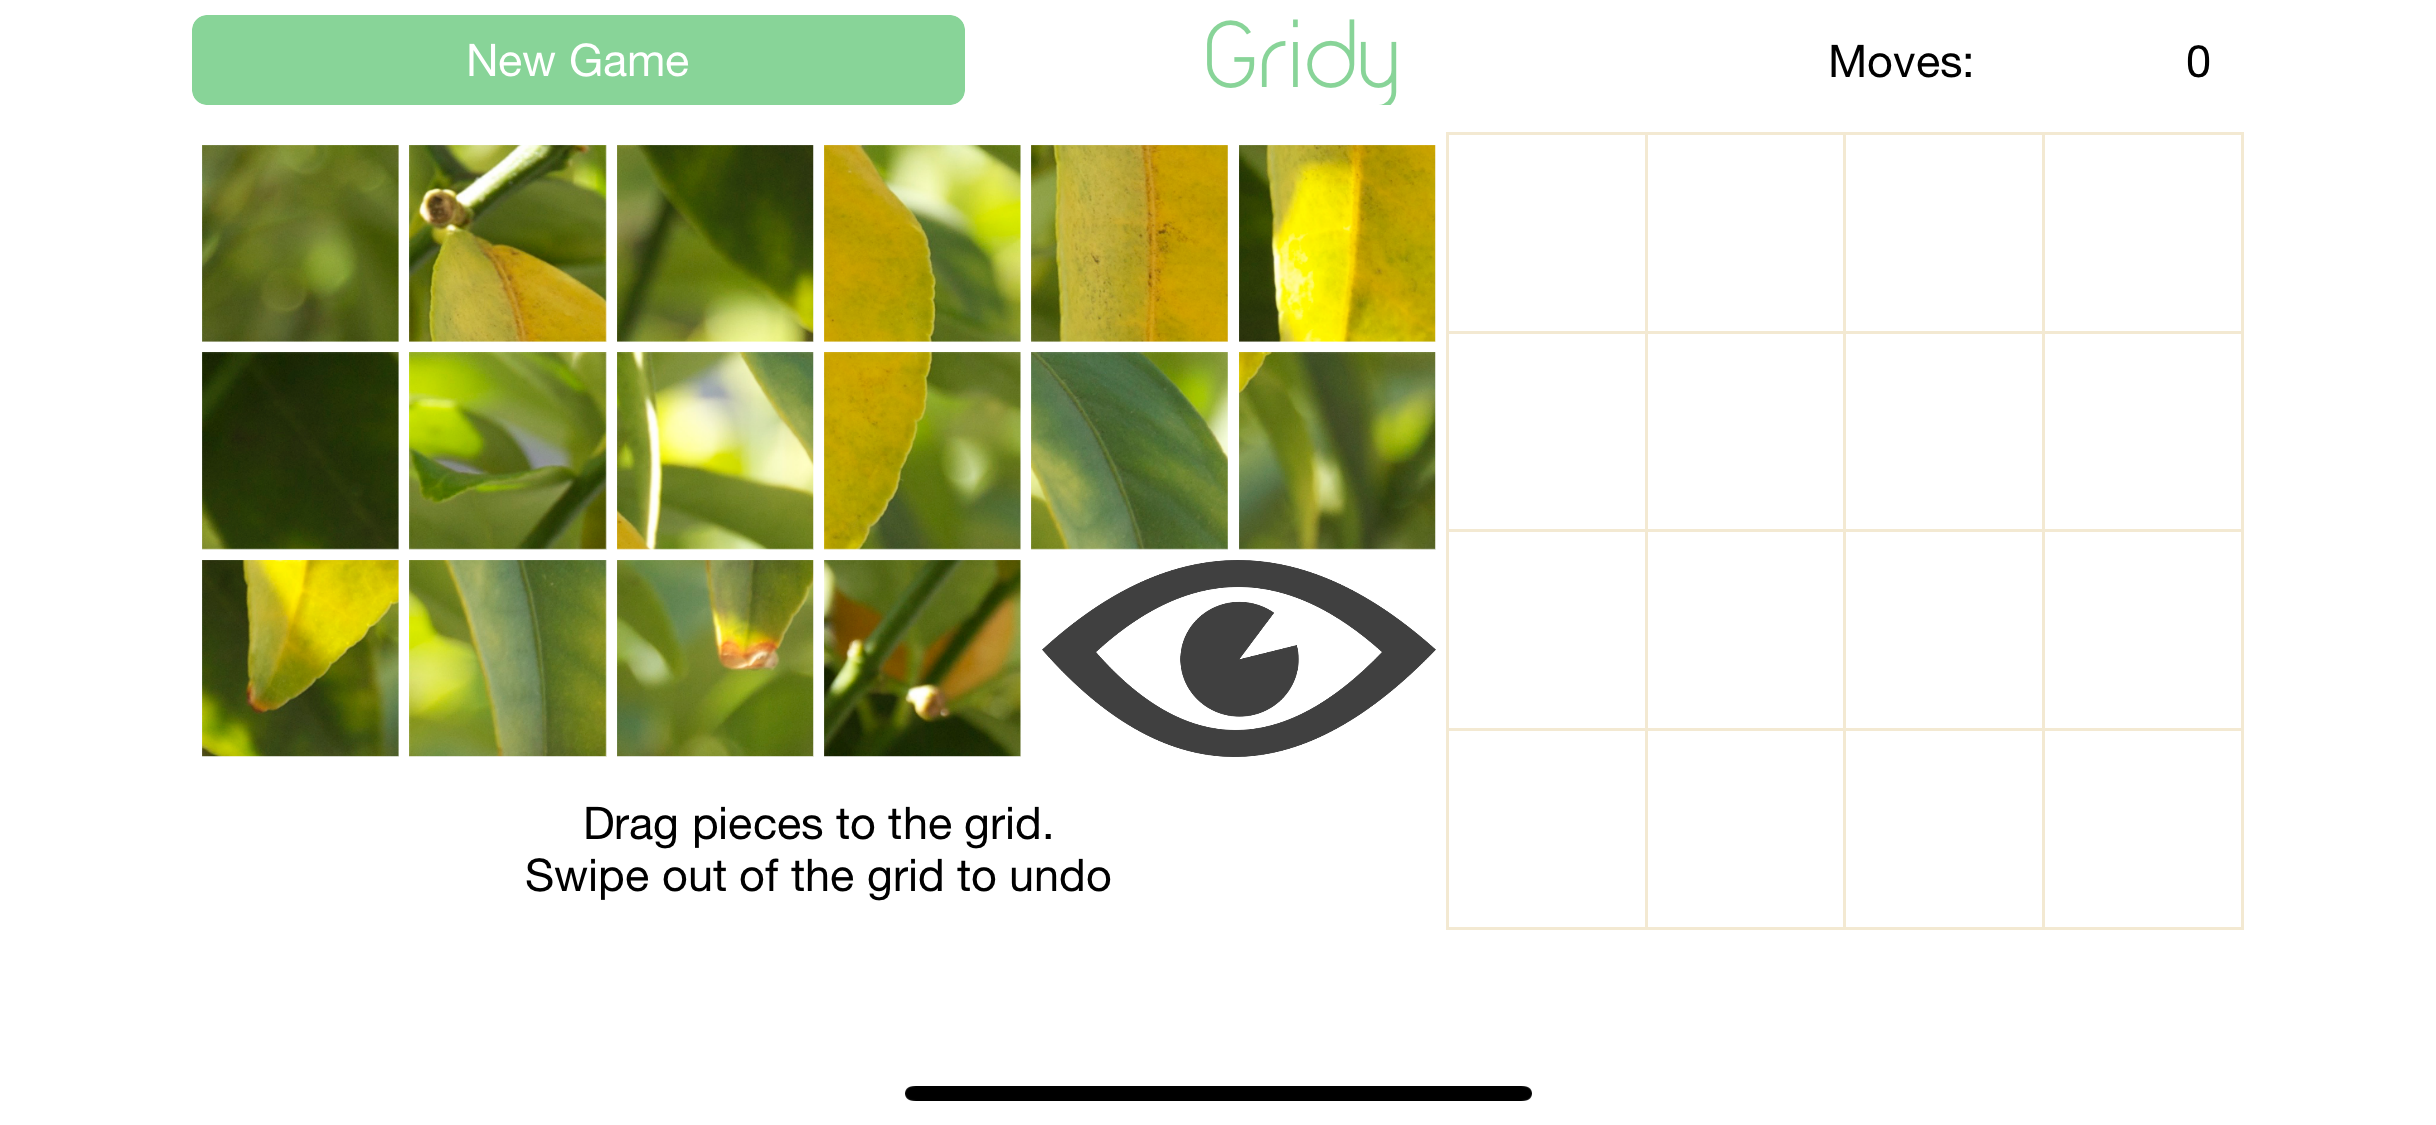 New Game
Gridy
Moves: 0
Drag pieces to the grid.
Swipe out of the grid to undo